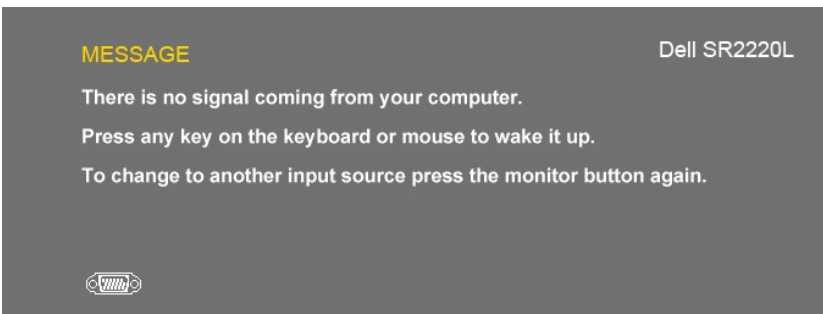 MESSAGE
Dell SR2220L
There is no signal coming from your computer.
Press any key on the keyboard or mouse to wake it up.
To change to another input source press the monitor button again.